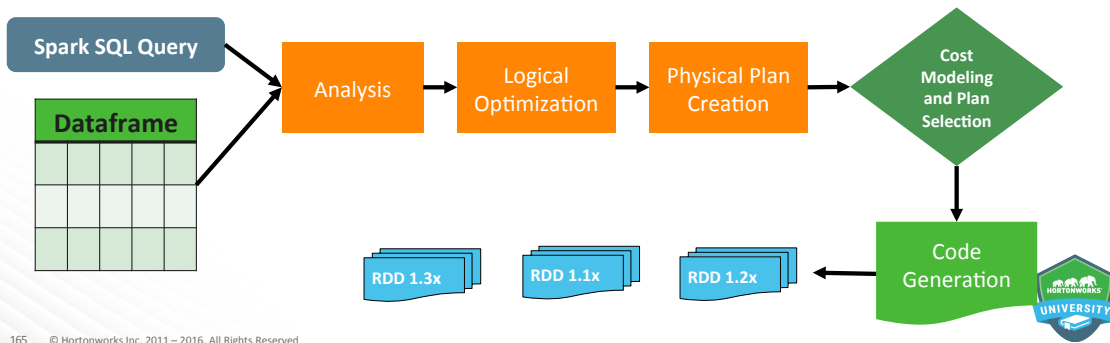 Spark SQL Query
Dataframe
Analysis
Logical
Optimization
Physical Plan
Creation
Cost
Modeling
and Plan
Selection
RDD 1.3x
RDD 1.1x
RDD 1.2x
Code
Generation
HORTONWORKS
UNIVERSITY
165 © Hortonworks Inc. 2011 – 2016. All Rights Reserved